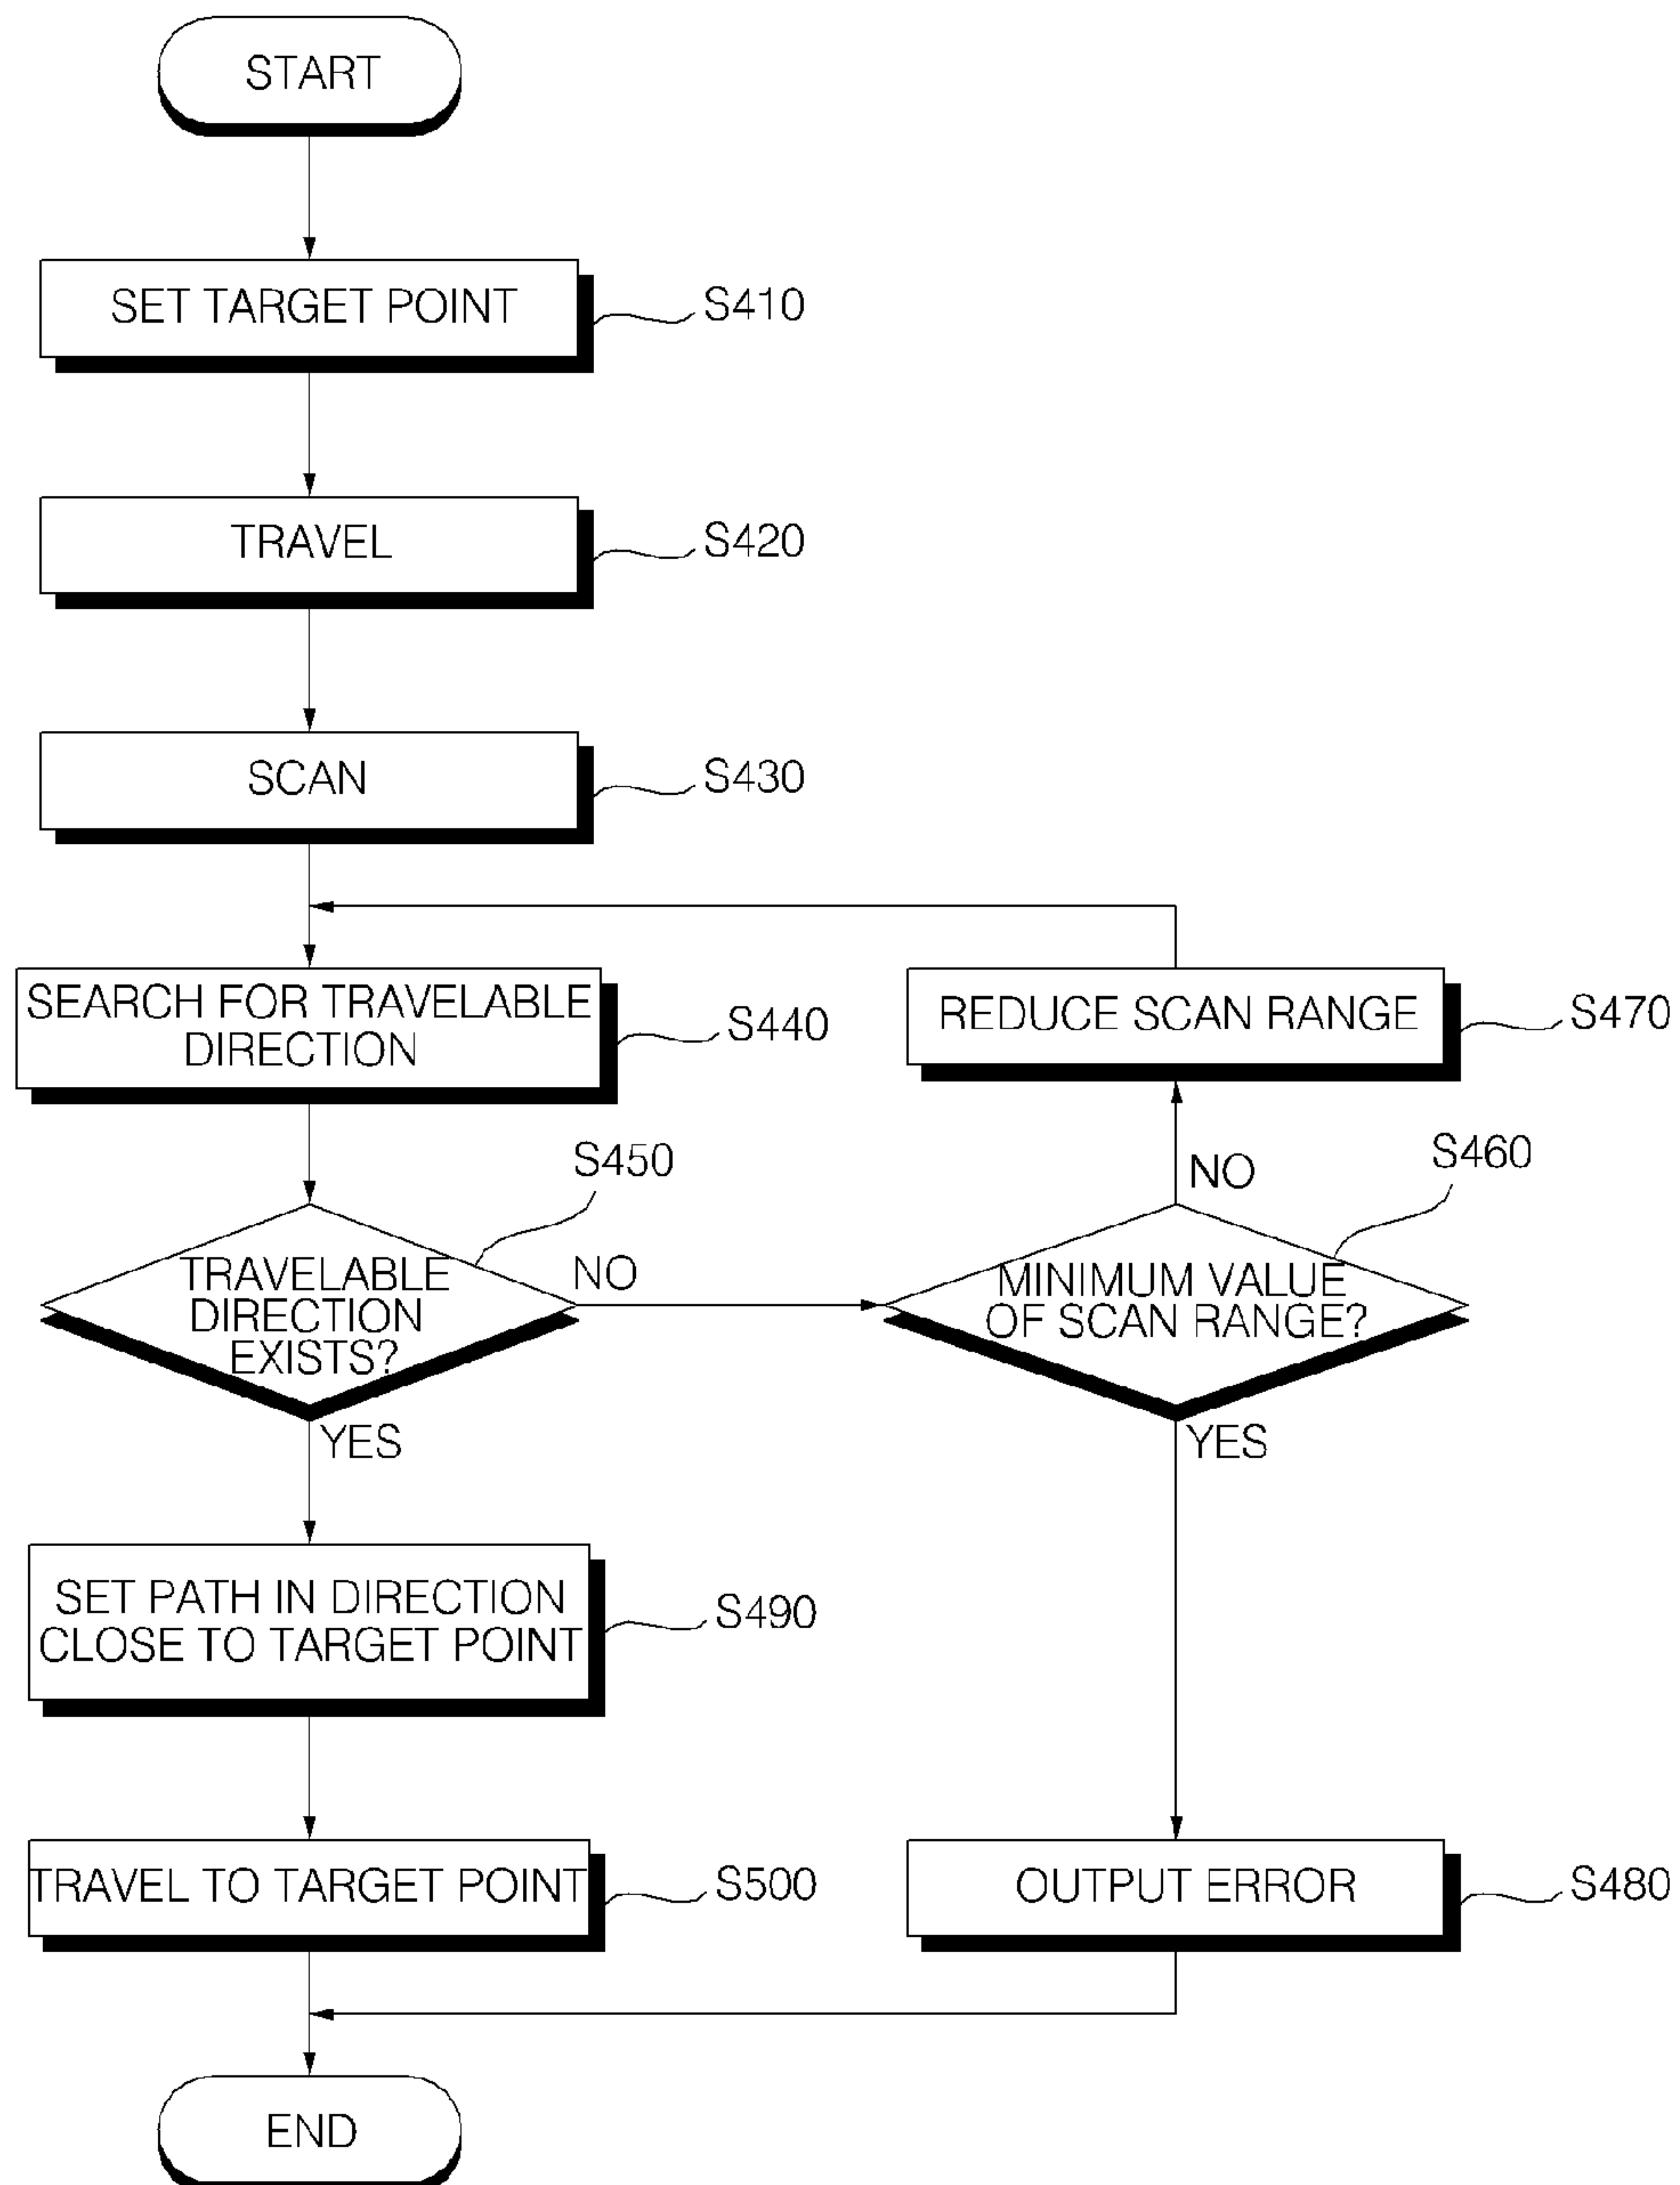 START
SET TARGET POINT
S410
TRAVEL
S420
SCAN
S430
SEARCH FOR TRAVELABLE
DIRECTION
S440
REDUCE SCAN RANGE
S470
S450
TRAVELABLE
DIRECTION
EXISTS?
NO
YES
S460
NO
MINIMUM VALUE
OF SCAN RANGE?
YES
SET PATH IN DIRECTION
CLOSE TO TARGET POINT
S490
TRAVEL TO TARGET POINT
S500
OUTPUT ERROR
S480
END